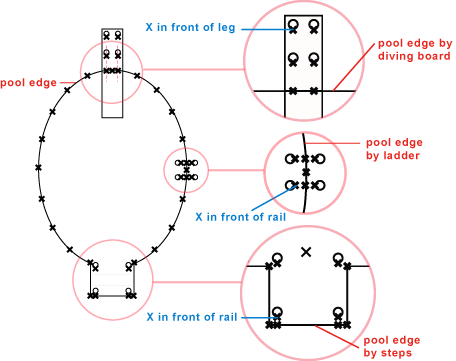 X in front of leg
pool edge by
diving board
pool edge
pool edge
by ladder
X in front of rail
X in front of rail
pool edge
by steps